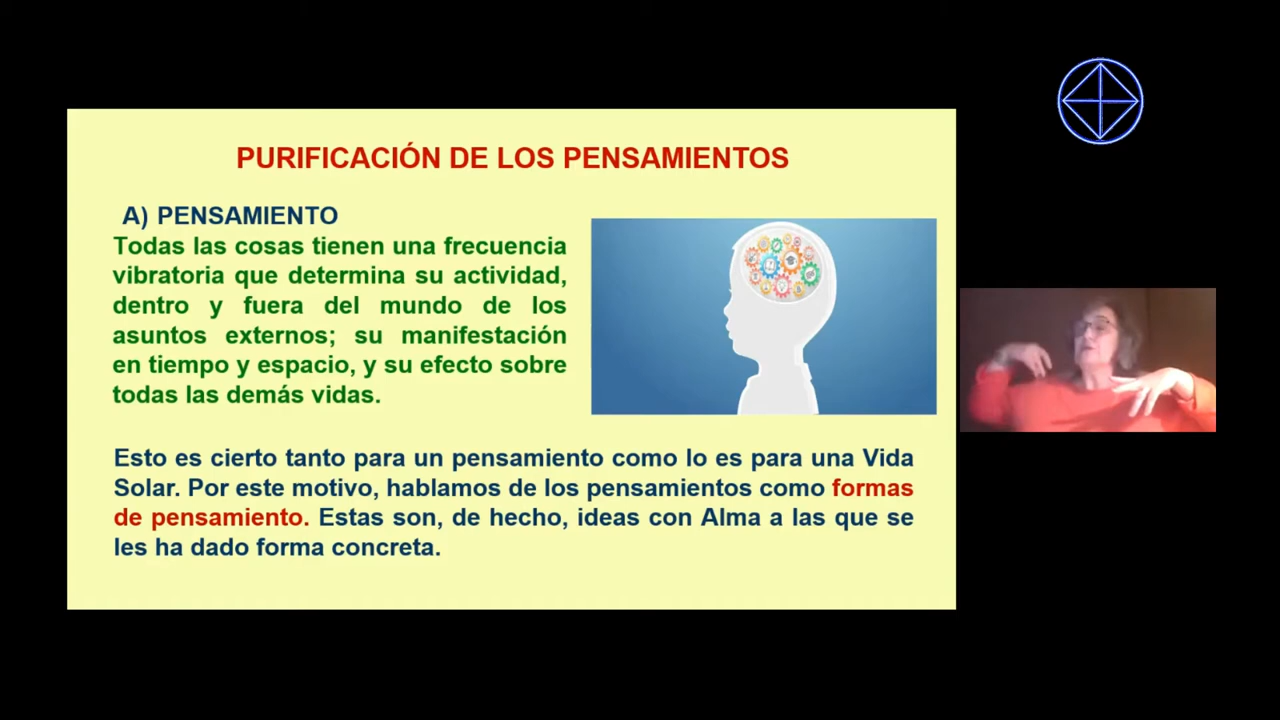 PURIFICACIÓN DE LOS PENSAMIENTOS
A) PENSAMIENTO
Todas las cosas tienen una frecuencia
vibratoria que determina su actividad,
dentro y fuera del mundo de los
asuntos externos; su manifestación
en tiempo y espacio, y su efecto sobre
todas las demás vidas.
Esto es cierto tanto para un pensamiento como lo es para una Vida
Solar. Por este motivo, hablamos de los pensamientos como formas
de pensamiento. Estas son, de hecho, ideas con Alma a las que se
les ha dado forma concreta.